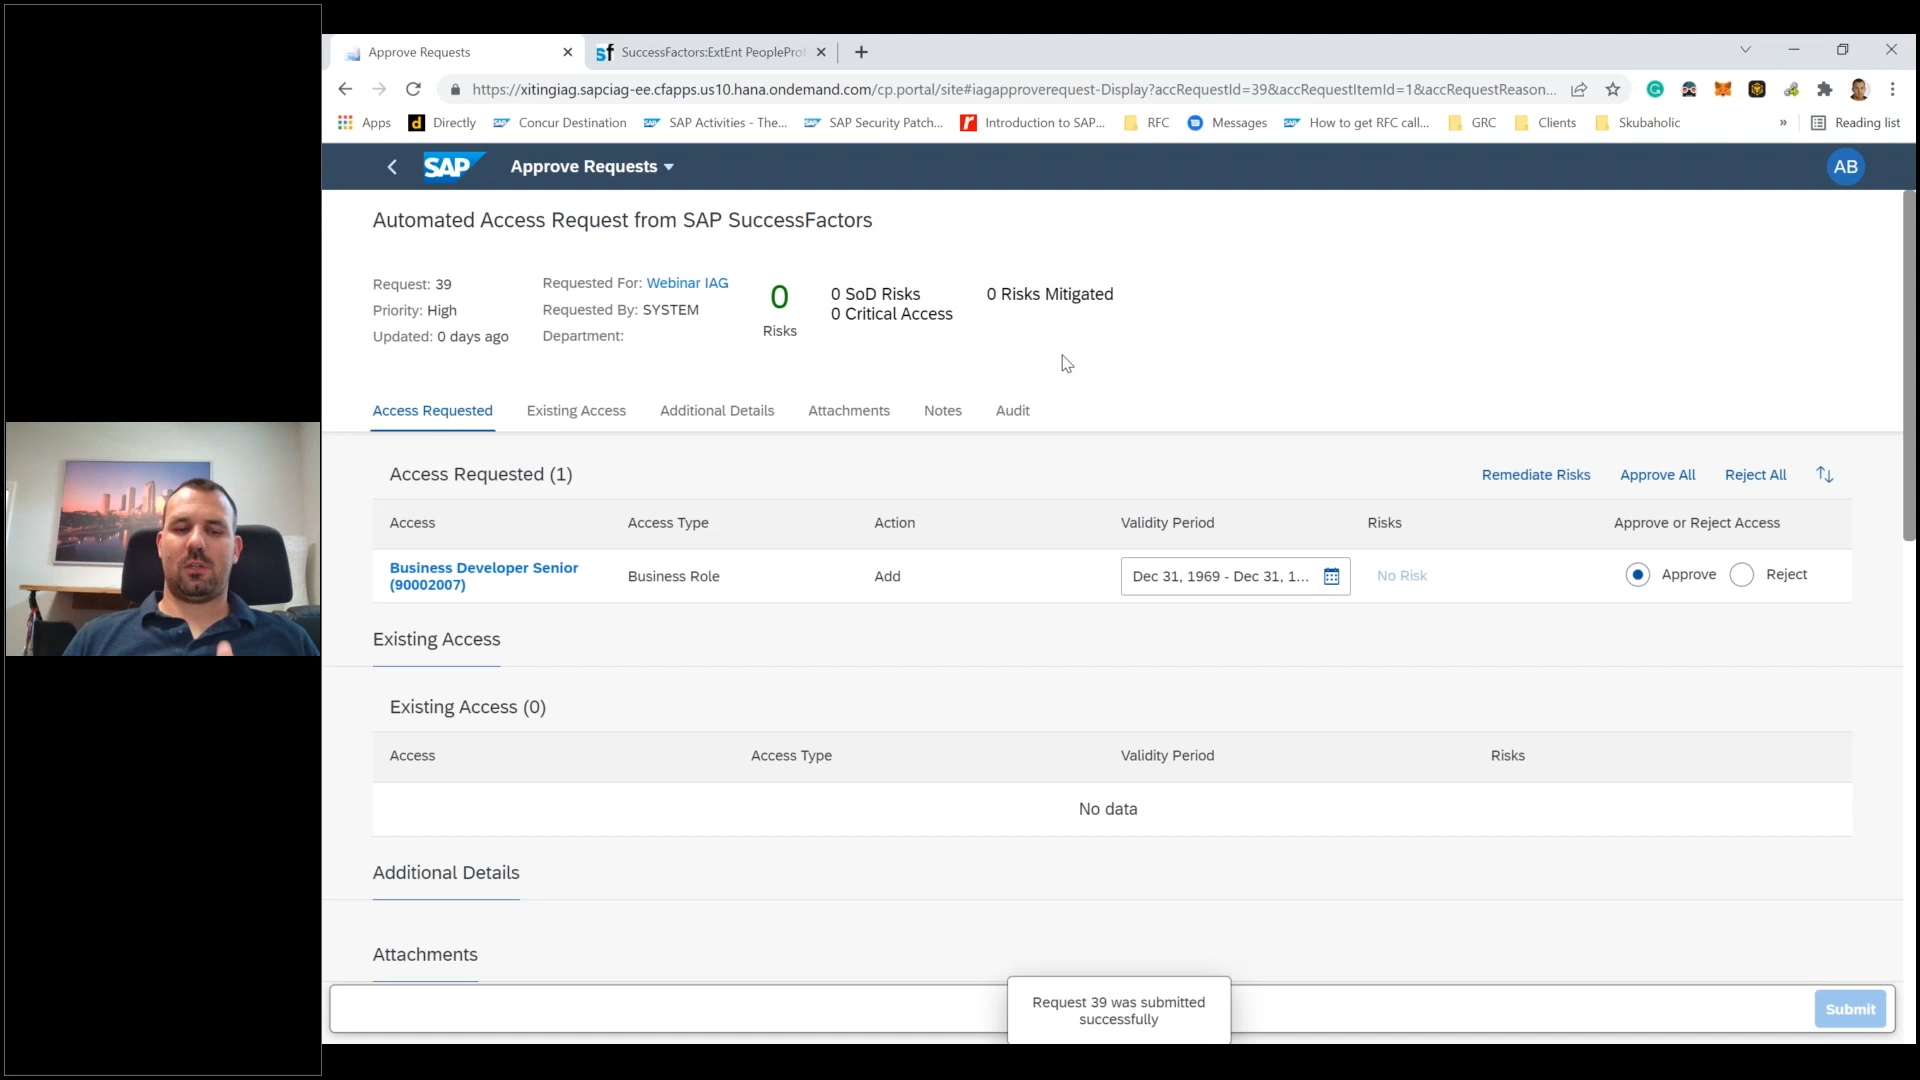 Approve Requests
sf SuccessFactors:ExtEnt PeopleProf
https://xitingiag.sapciag-ee.cfapps.us10.hana.ondemand.com/cp.portal/site#iagapproverequest-Display?accRequestId=39&accRequestItemId=1&accRequestReason...
Apps d Directly SAP Concur Destination SAP SAP Activities - The... SAP SAP Security Patch... Introduction to SAP... RFC Messages SAP How to get RFC call... GRC Clients Skubaholic » Reading list
SAP Approve Requests AB
Automated Access Request from SAP SuccessFactors
Request: 39
Priority: High
Updated: 0 days ago
Requested For: Webinar IAG
Requested By: SYSTEM
Department:
0
Risks
0 SoD Risks
0 Critical Access
0 Risks Mitigated
Access Requested Existing Access Additional Details Attachments Notes Audit
Access Requested (1) Remediate Risks Approve All Reject All
Access Access Type Action Validity Period Risks Approve or Reject Access
Business Developer Senior
(90002007)
Business Role Add Dec 31, 1969 - Dec 31, 1... No Risk Approve Reject
Existing Access
Existing Access (0)
Access Access Type Validity Period Risks
No data
Additional Details
Attachments
Request 39 was submitted
successfully
Submit